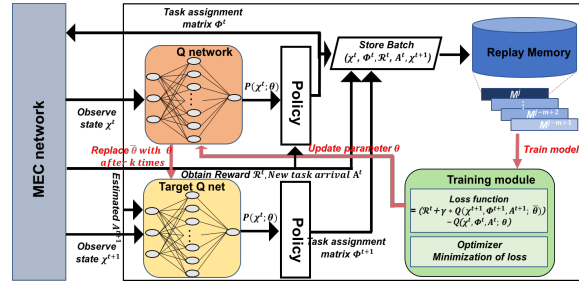 Task assignment
matrix Φᵗ
Q network
P(χᵗ; θ)
Policy
Store Batch
(χᵗ, Φᵗ, ℛᵗ, Aᵗ, χᵗ⁺¹)
Replay Memory
Mʲ
Mʲ⁻ᵐ⁺²
Mʲ⁻ᵐ⁺¹
MEC network
Observe
state χᵗ
Replace θ̅ with θ
after k times
Update parameter θ
Train model
Obtain Reward ℛᵗ, New task arrival Aᵗ
Estimated Aᵗ⁺¹
Target Q net
P(χᵗ; θ)
Policy
Observe
state χᵗ⁺¹
Task assignment
matrix Φᵗ⁺¹
Training module
Loss function
= (ℛᵗ + γ * Q(χᵗ⁺¹, Φᵗ⁺¹, Aᵗ⁺¹; θ̅))
− Q(χᵗ, Φᵗ, Aᵗ; θ)
Optimizer
Minimization of loss